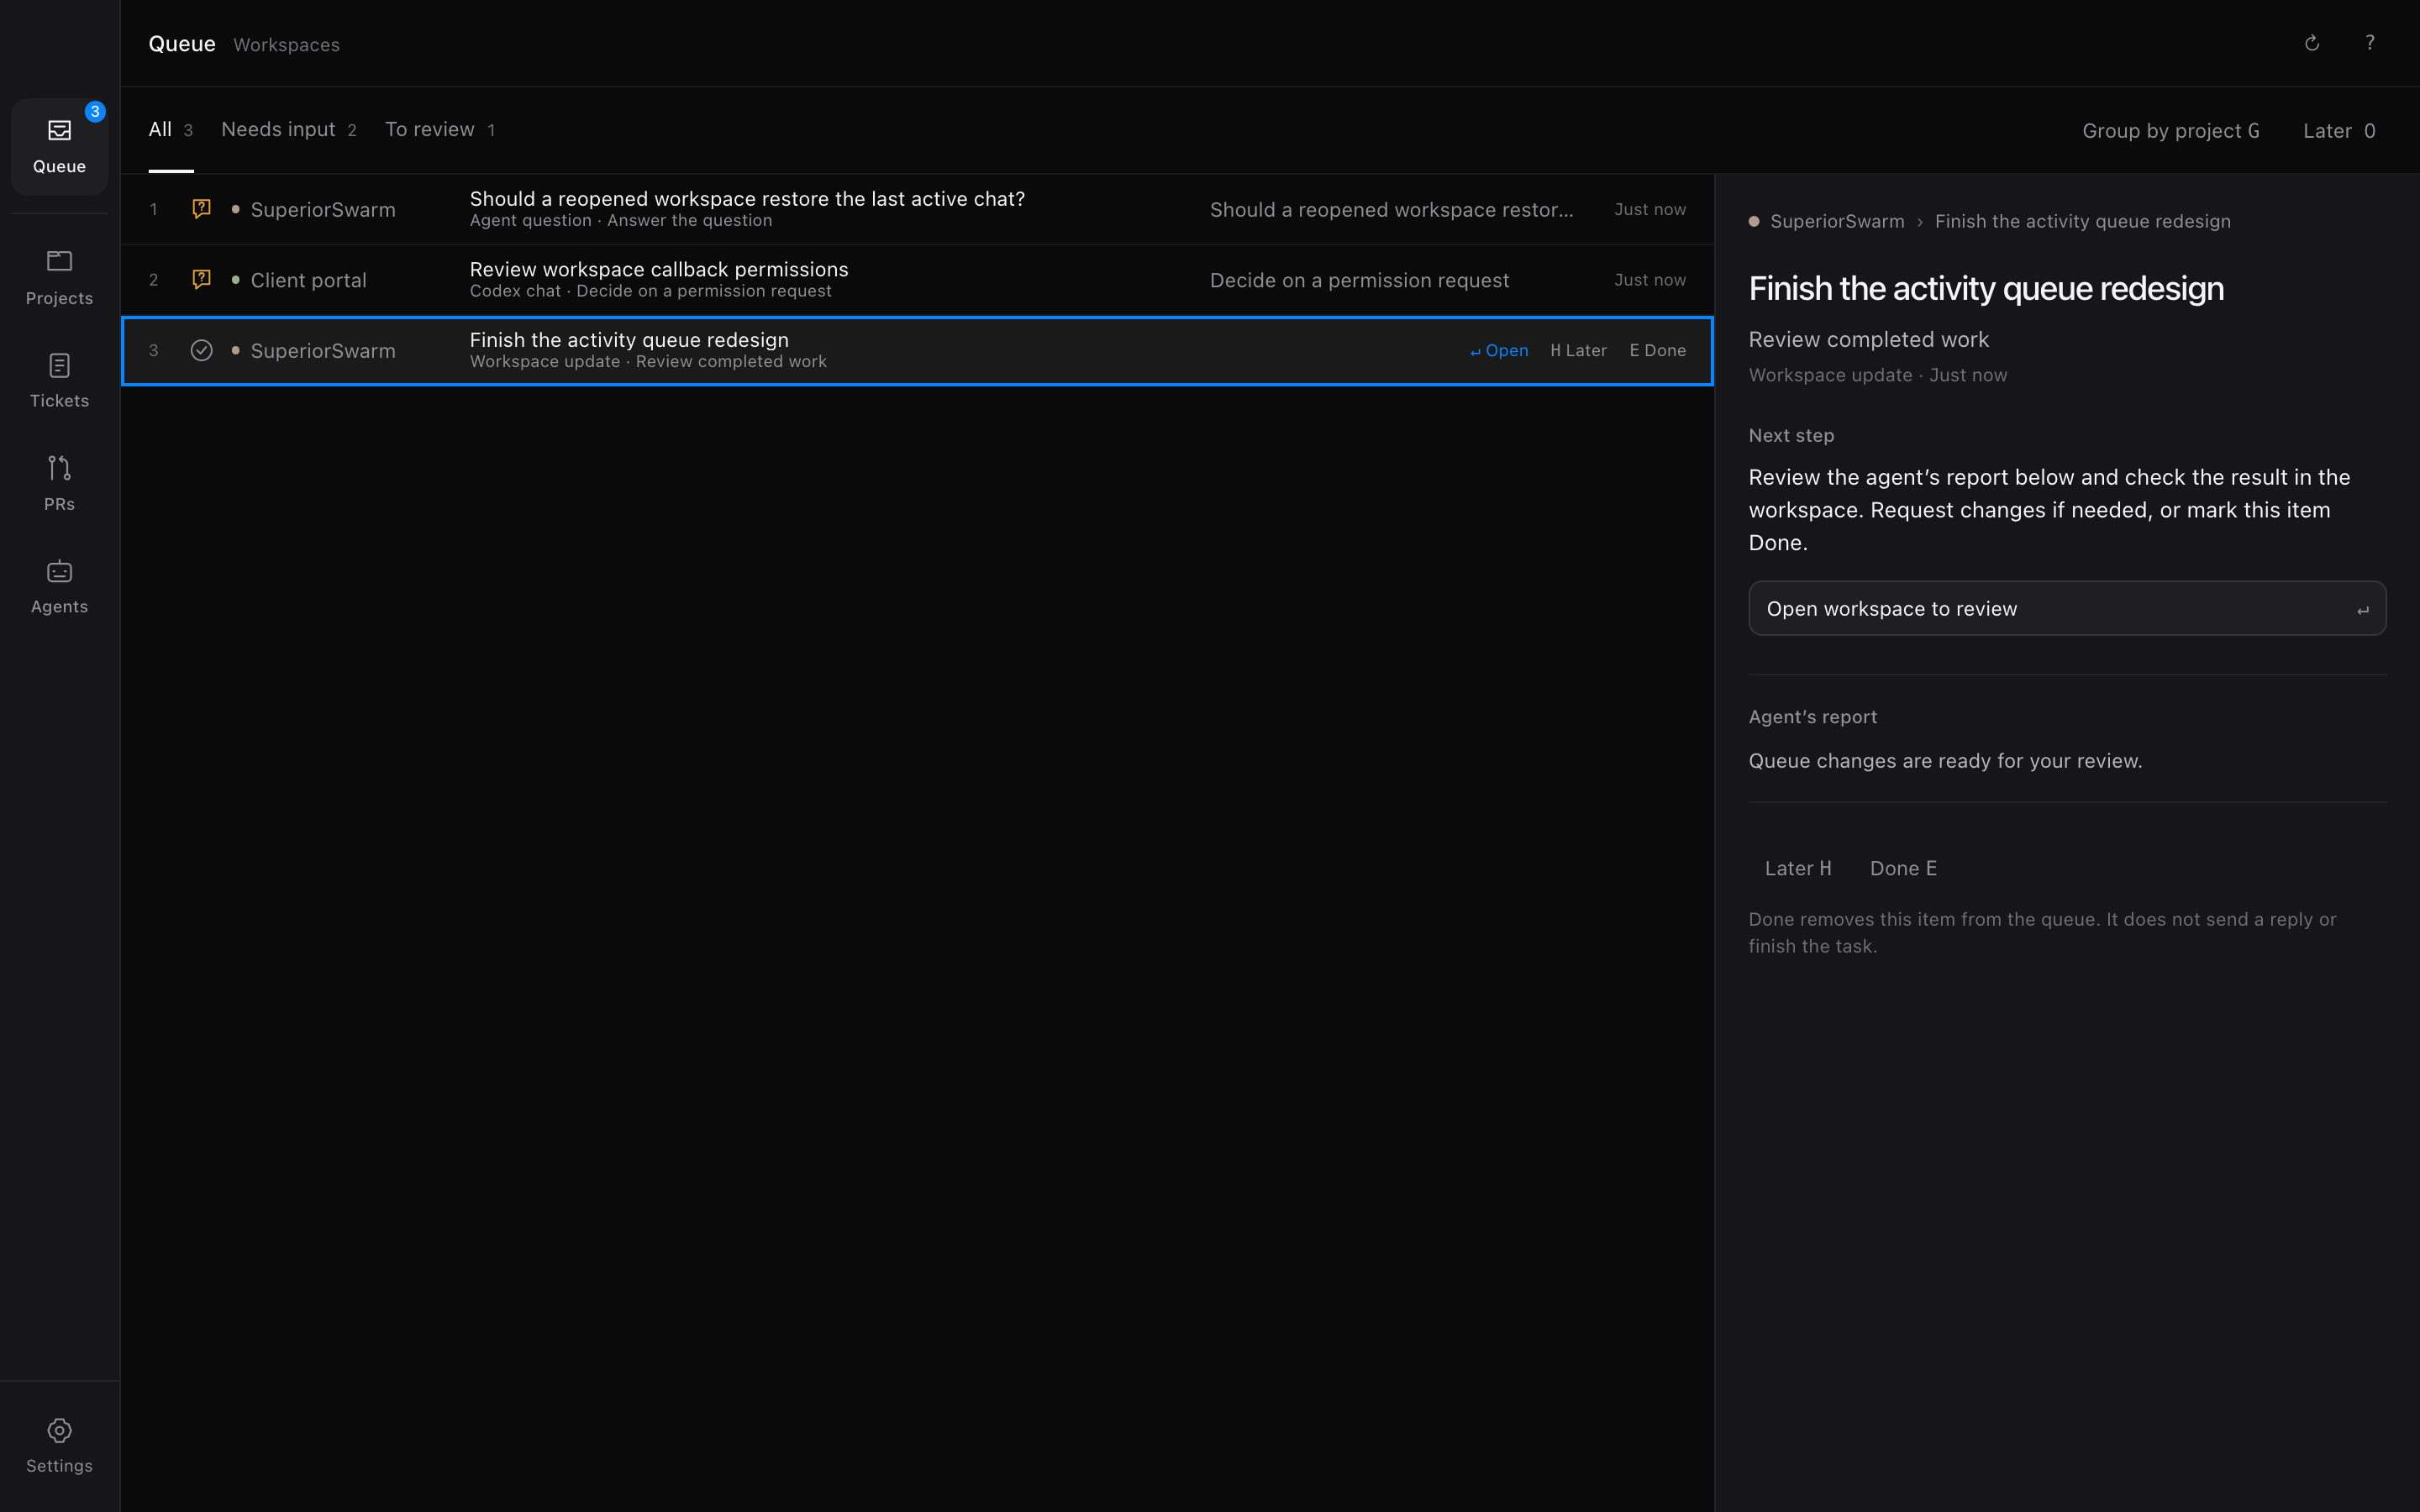 Queue Workspaces
↻ ?
3
Queue
Projects
Tickets
PRs
Agents
Settings
All 3 Needs input 2 To review 1
Group by project G Later 0
1 SuperiorSwarm Should a reopened workspace restore the last active chat? Should a reopened workspace restor... Just now
Agent question · Answer the question
2 Client portal Review workspace callback permissions Decide on a permission request Just now
Codex chat · Decide on a permission request
3 SuperiorSwarm Finish the activity queue redesign ↵ Open H Later E Done
Workspace update · Review completed work
SuperiorSwarm › Finish the activity queue redesign
Finish the activity queue redesign
Review completed work
Workspace update · Just now
Next step
Review the agent’s report below and check the result in the
workspace. Request changes if needed, or mark this item
Done.
Open workspace to review ↵
Agent’s report
Queue changes are ready for your review.
Later H Done E
Done removes this item from the queue. It does not send a reply or
finish the task.